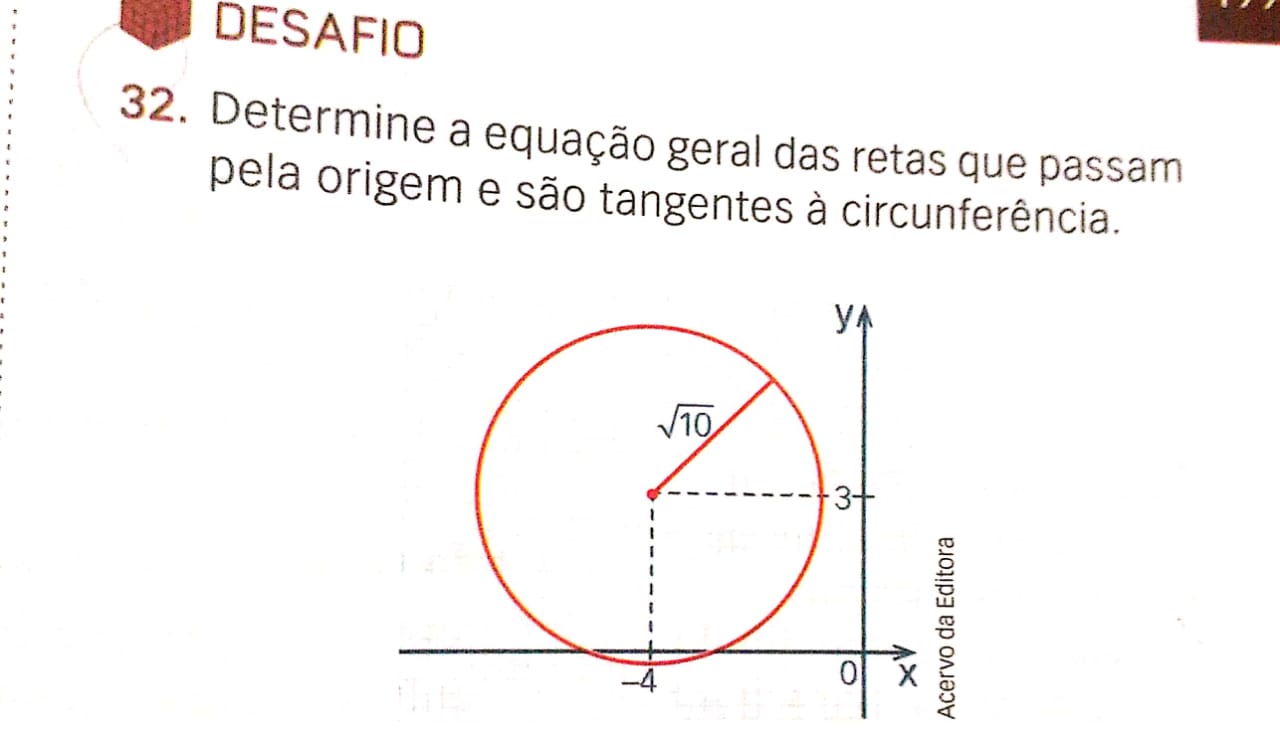 DESAFIO
32. Determine a equação geral das retas que passam
pela origem e são tangentes à circunferência.
y
√10
3
-4
0
x
Acervo da Editora